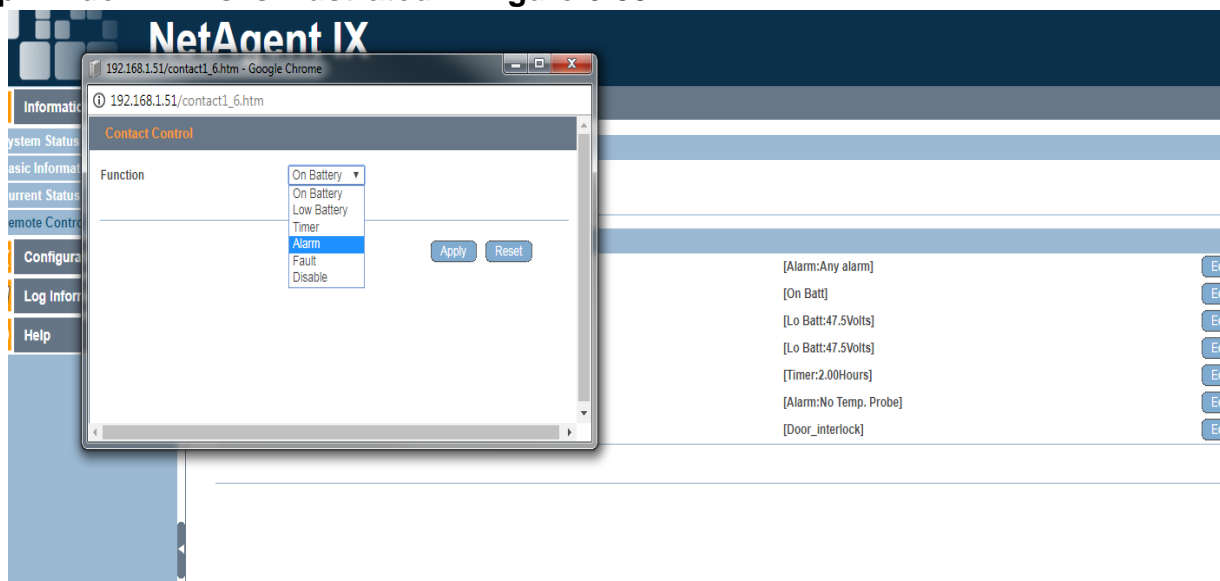 NetAgent IX
192.168.1.51/contact1_6.htm - Google Chrome
192.168.1.51/contact1_6.htm
Contact Control
Function
On Battery
On Battery
Low Battery
Timer
Alarm
Fault
Disable
Apply Reset
Informatic
ystem Status
asic Informat
urrent Status
emote Contro
Configura
Log Inform
Help
[Alarm:Any alarm]
[On Batt]
[Lo Batt:47.5Volts]
[Lo Batt:47.5Volts]
[Timer:2.00Hours]
[Alarm:No Temp. Probe]
[Door_interlock]